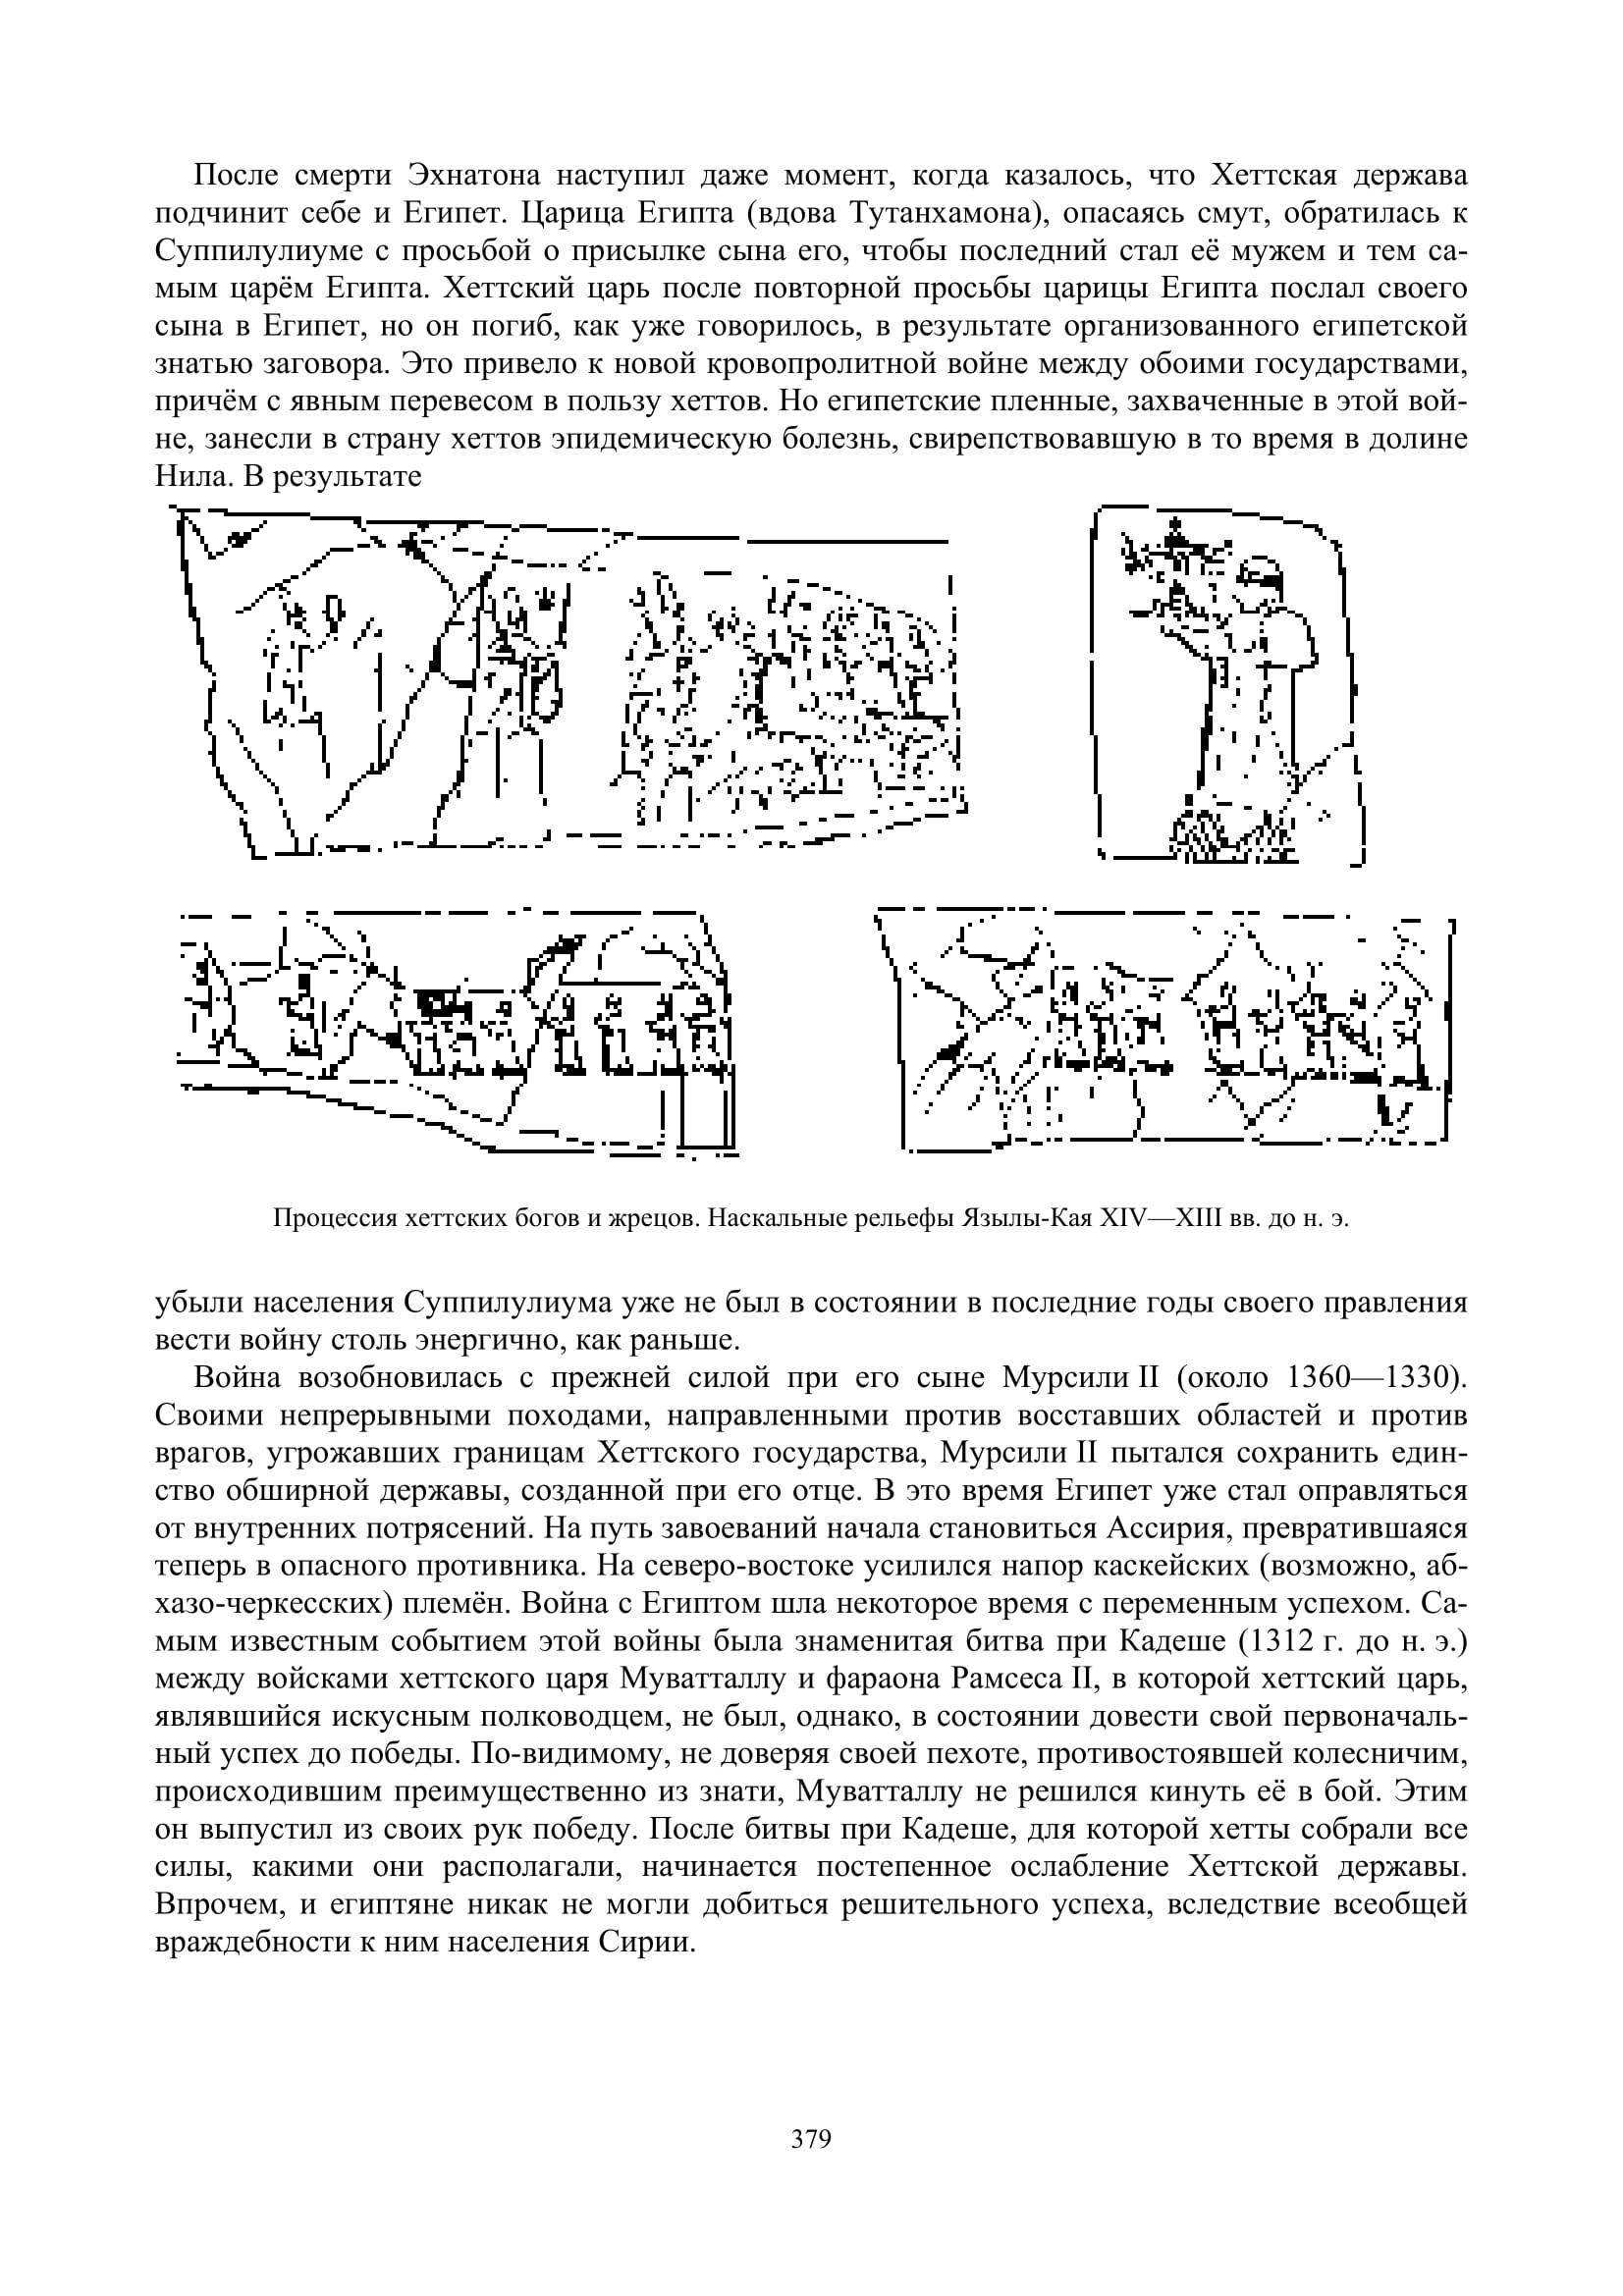 После смерти Эхнатона наступил даже момент, когда казалось, что Хеттская держава
подчинит себе и Египет. Царица Египта (вдова Тутанхамона), опасаясь смут, обратилась к
Суппилулиуме с просьбой о присылке сына его, чтобы последний стал её мужем и тем са-
мым царём Египта. Хеттский царь после повторной просьбы царицы Египта послал своего
сына в Египет, но он погиб, как уже говорилось, в результате организованного египетской
знатью заговора. Это привело к новой кровопролитной войне между обоими государствами,
причём с явным перевесом в пользу хеттов. Но египетские пленные, захваченные в этой вой-
не, занесли в страну хеттов эпидемическую болезнь, свирепствовавшую в то время в долине
Нила. В результате
Процессия хеттских богов и жрецов. Наскальные рельефы Язылы-Кая XIV—XIII вв. до н. э.
убыли населения Суппилулиума уже не был в состоянии в последние годы своего правления
вести войну столь энергично, как раньше.
Война возобновилась с прежней силой при его сыне Мурсили II (около 1360—1330).
Своими непрерывными походами, направленными против восставших областей и против
врагов, угрожавших границам Хеттского государства, Мурсили II пытался сохранить един-
ство обширной державы, созданной при его отце. В это время Египет уже стал оправляться
от внутренних потрясений. На путь завоеваний начала становиться Ассирия, превратившаяся
теперь в опасного противника. На северо-востоке усилился напор каскейских (возможно, аб-
хазо-черкесских) племён. Война с Египтом шла некоторое время с переменным успехом. Са-
мым известным событием этой войны была знаменитая битва при Кадеше (1312 г. до н. э.)
между войсками хеттского царя Муватталлу и фараона Рамсеса II, в которой хеттский царь,
являвшийся искусным полководцем, не был, однако, в состоянии довести свой первоначаль-
ный успех до победы. По-видимому, не доверяя своей пехоте, противостоявшей колесничим,
происходившим преимущественно из знати, Муватталлу не решился кинуть её в бой. Этим
он выпустил из своих рук победу. После битвы при Кадеше, для которой хетты собрали все
силы, какими они располагали, начинается постепенное ослабление Хеттской державы.
Впрочем, и египтяне никак не могли добиться решительного успеха, вследствие всеобщей
враждебности к ним населения Сирии.
379